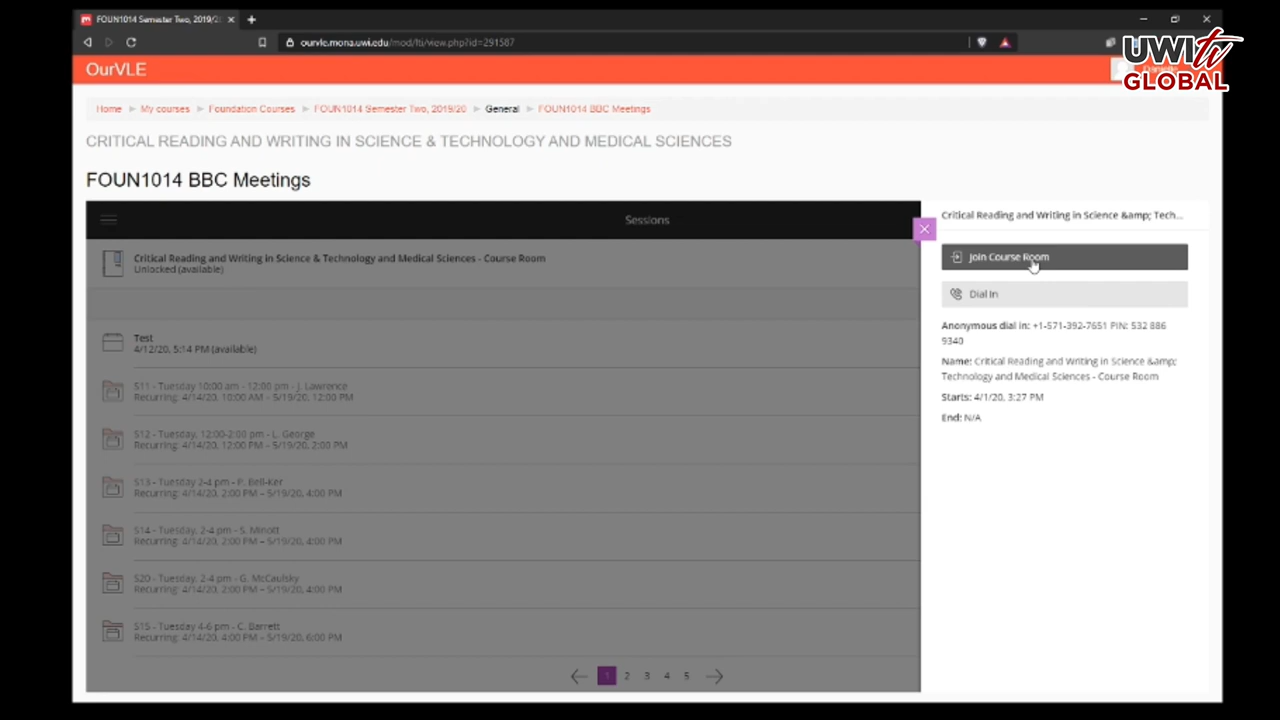 FOUN1014 Semester Two, 2019/2
ourvle.mona.uwi.edu/mod/lti/view.php?id=291587
UWItv
GLOBAL
OurVLE
Home My courses Foundation Courses FOUN1014 Semester Two, 2019/20 General FOUN1014 BBC Meetings
CRITICAL READING AND WRITING IN SCIENCE & TECHNOLOGY AND MEDICAL SCIENCES
FOUN1014 BBC Meetings
Sessions
Critical Reading and Writing in Science & Technology and Medical Sciences - Course Room
Unlocked (available)
Test
4/12/20, 5:14 PM (available)
S11 - Tuesday 10:00 am - 12:00 pm - J. Lawrence
Recurring: 4/14/20, 10:00 AM – 5/19/20, 12:00 PM
S12 - Tuesday, 12:00-2:00 pm - L. George
Recurring: 4/14/20, 12:00 PM – 5/19/20, 2:00 PM
S13 - Tuesday 2-4 pm - P. Bell-Ker
Recurring: 4/14/20, 2:00 PM – 5/19/20, 4:00 PM
S14 - Tuesday, 2-4 pm - S. Minott
Recurring: 4/14/20, 2:00 PM – 5/19/20, 4:00 PM
S20 - Tuesday, 2-4 pm - G. McCaulsky
Recurring: 4/14/20, 2:00 PM – 5/19/20, 4:00 PM
S15 - Tuesday 4-6 pm - C. Barrett
Recurring: 4/14/20, 4:00 PM – 5/19/20, 6:00 PM
1 2 3 4 5
Critical Reading and Writing in Science &amp; Tech...
Join Course Room
Dial In
Anonymous dial in: +1-571-392-7651 PIN: 532 886
9340
Name: Critical Reading and Writing in Science &amp;
Technology and Medical Sciences - Course Room
Starts: 4/1/20, 3:27 PM
End: N/A